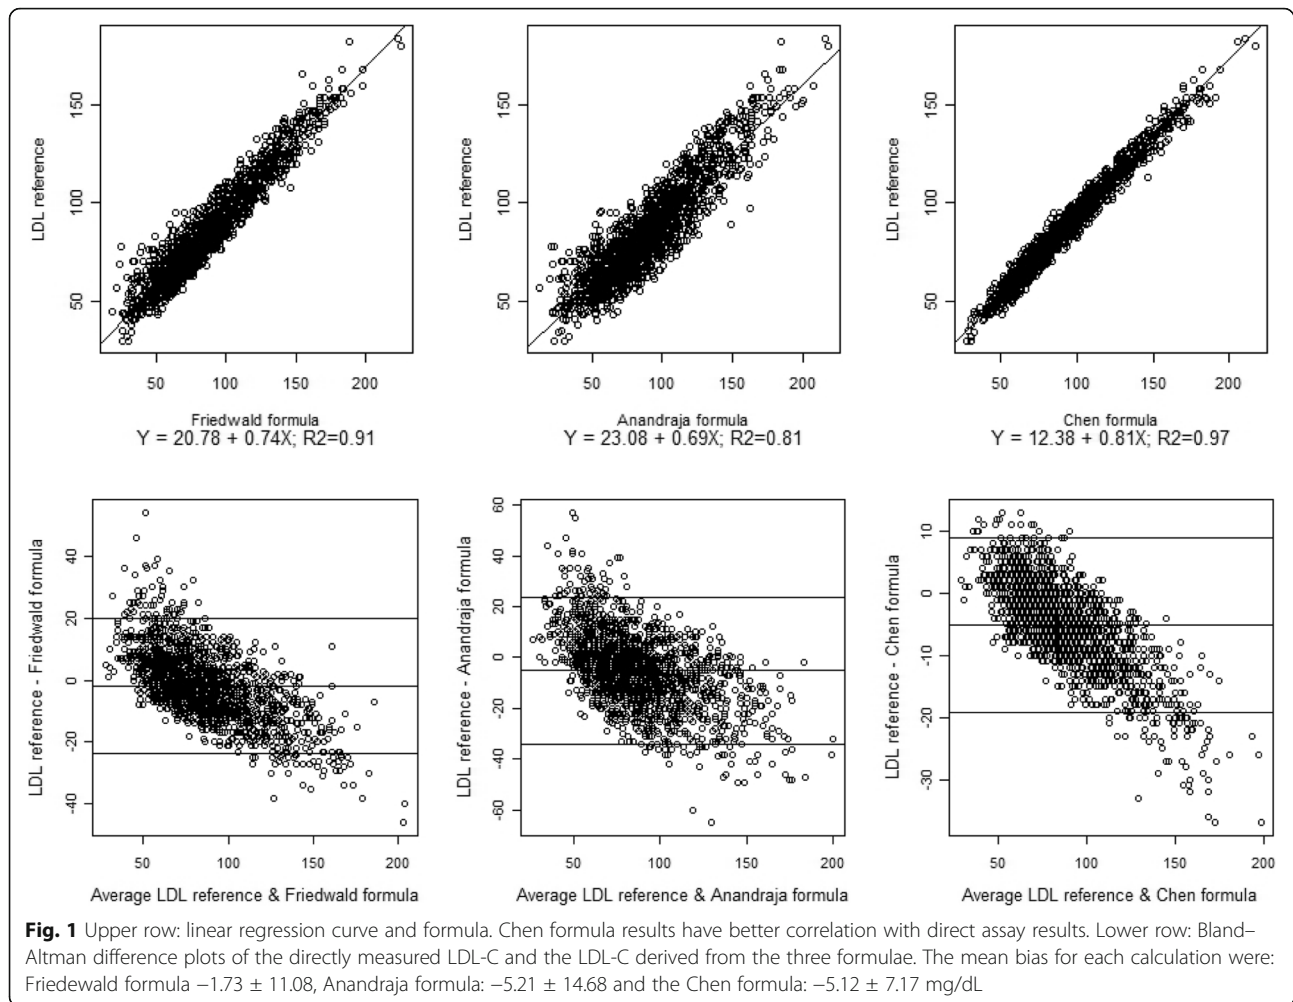 LDL reference
50
100
150
50
100
150
200
Friedwald formula
Y = 20.78 + 0.74X; R2=0.91
LDL reference
50
100
150
50
100
150
200
Anandraja formula
Y = 23.08 + 0.69X; R2=0.81
LDL reference
50
100
150
50
100
150
200
Chen formula
Y = 12.38 + 0.81X; R2=0.97
LDL reference - Friedwald formula
-40
-20
0
20
40
50
100
150
200
Average LDL reference & Friedwald formula
LDL reference - Anandraja formula
-60
-40
-20
0
20
40
60
50
100
150
200
Average LDL reference & Anandraja formula
LDL reference - Chen formula
-30
-20
-10
0
10
50
100
150
200
Average LDL reference & Chen formula
Fig. 1 Upper row: linear regression curve and formula. Chen formula results have better correlation with direct assay results. Lower row: Bland–
Altman difference plots of the directly measured LDL-C and the LDL-C derived from the three formulae. The mean bias for each calculation were:
Friedewald formula −1.73 ± 11.08, Anandraja formula: −5.21 ± 14.68 and the Chen formula: −5.12 ± 7.17 mg/dL